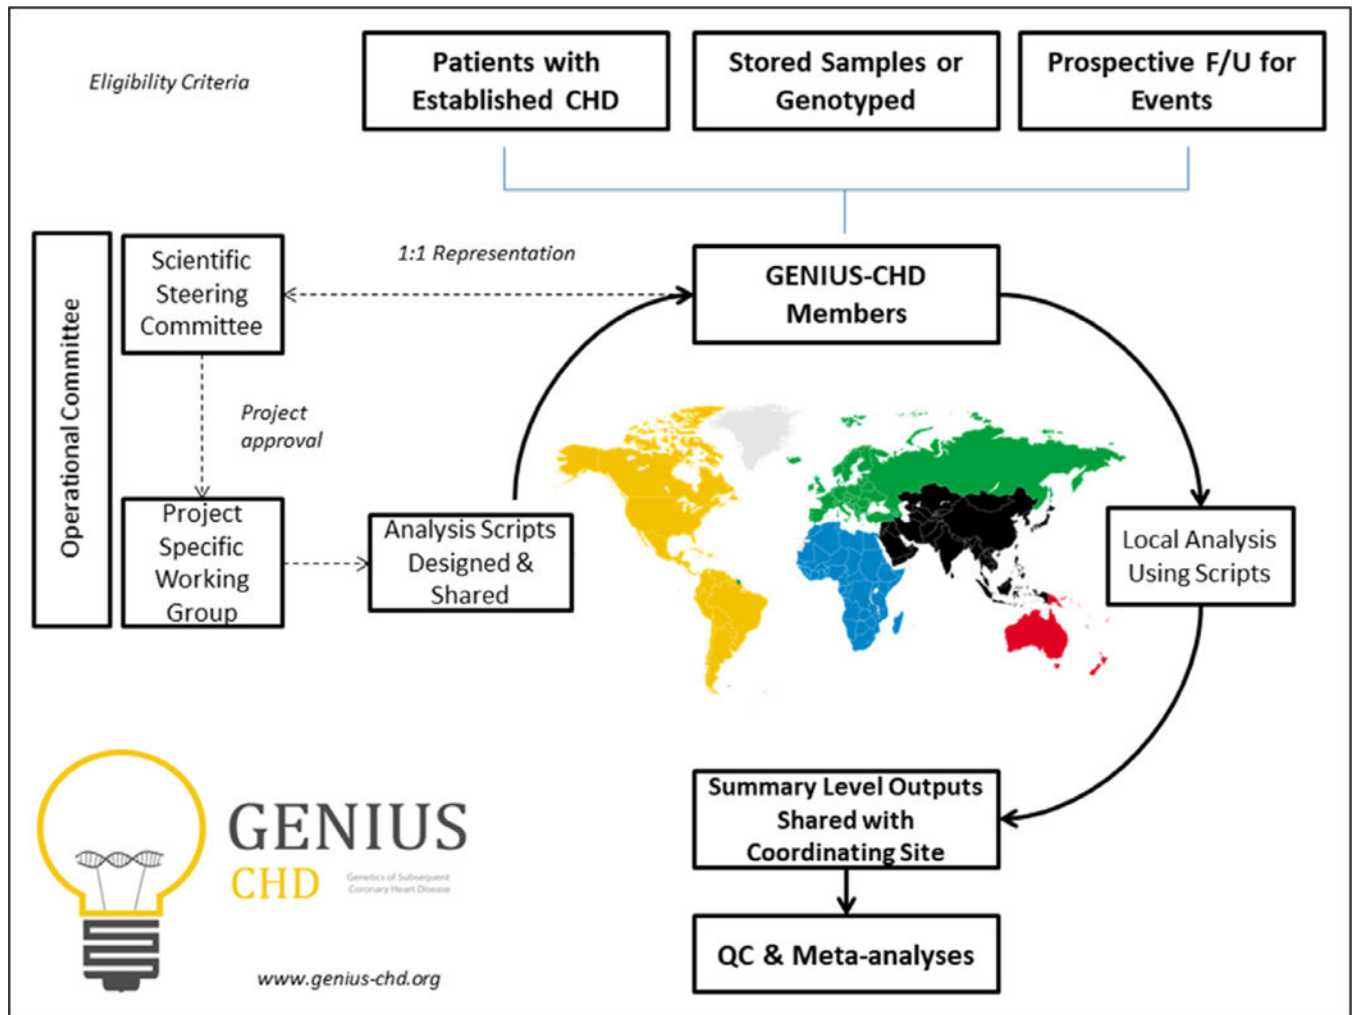 Eligibility Criteria
Patients with
Established CHD
Stored Samples or
Genotyped
Prospective F/U for
Events
Operational Committee
Scientific
Steering
Committee
1:1 Representation
GENIUS-CHD
Members
Project
approval
Project
Specific
Working
Group
Analysis Scripts
Designed &
Shared
Local Analysis
Using Scripts
Summary Level Outputs
Shared with
Coordinating Site
QC & Meta-analyses
GENIUS
CHD
Genetics of Subsequent
Coronary Heart Disease
www.genius-chd.org